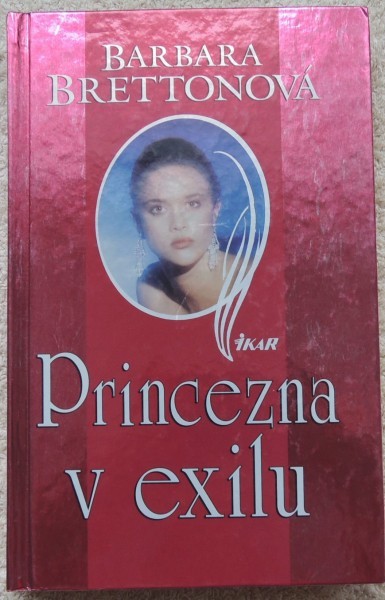 BARBARA
BRETTONOVÁ
IKAR
Princezna
v exilu